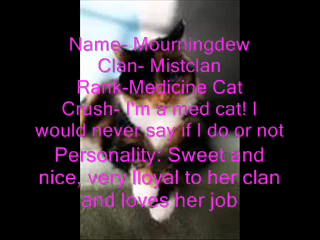 Name- Mourningdew
Clan- Mistclan
Rank-Medicine Cat
Crush- I'm a med cat! I
would never say if I do or not
Personality: Sweet and
nice, very lloyal to her clan
and loves her job